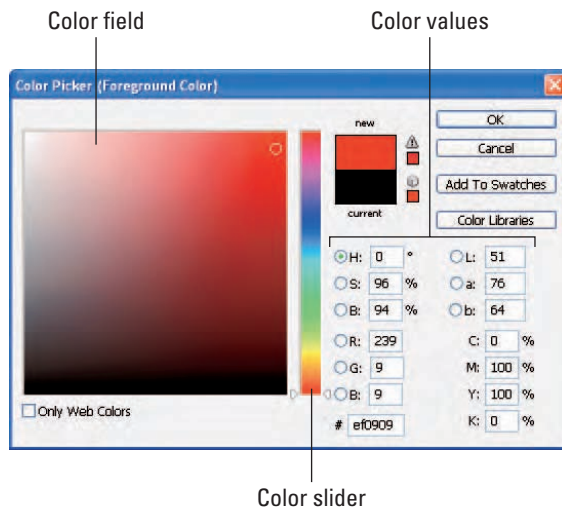 Color field
Color values
Color Picker (Foreground Color)
new
current
OK
Cancel
Add To Swatches
Color Libraries
H: 0 °
L: 51
S: 96 %
a: 76
B: 94 %
b: 64
R: 239
C: 0 %
G: 9
M: 100 %
B: 9
Y: 100 %
# ef0909
K: 0 %
Only Web Colors
Color slider